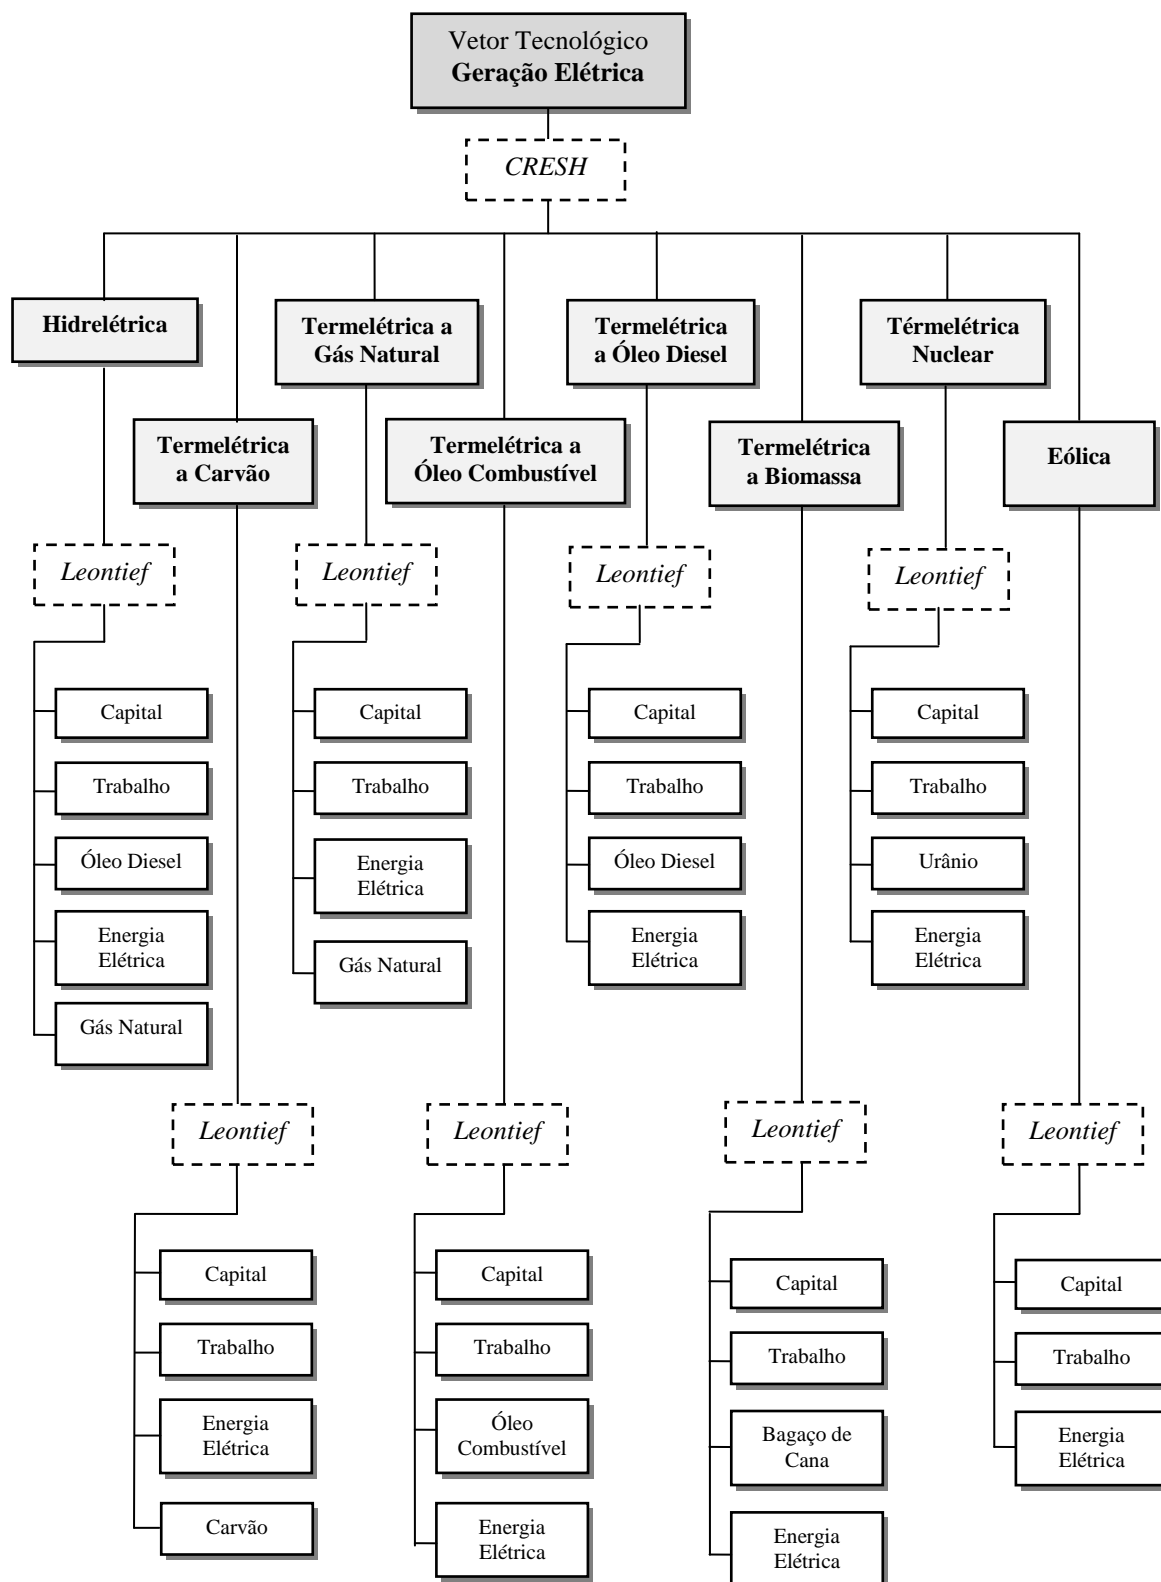 Vetor Tecnológico
Geração Elétrica
CRESH
Hidrelétrica
Termelétrica a
Gás Natural
Termelétrica
a Óleo Diesel
Térmelétrica
Nuclear
Termelétrica
a Carvão
Termelétrica a
Óleo Combustível
Termelétrica
a Biomassa
Eólica
Leontief
Leontief
Leontief
Leontief
Capital
Trabalho
Óleo Diesel
Energia
Elétrica
Gás Natural
Capital
Trabalho
Energia
Elétrica
Gás Natural
Capital
Trabalho
Óleo Diesel
Energia
Elétrica
Capital
Trabalho
Urânio
Energia
Elétrica
Leontief
Leontief
Leontief
Leontief
Capital
Trabalho
Energia
Elétrica
Carvão
Capital
Trabalho
Óleo
Combustível
Energia
Elétrica
Capital
Trabalho
Bagaço de
Cana
Energia
Elétrica
Capital
Trabalho
Energia
Elétrica